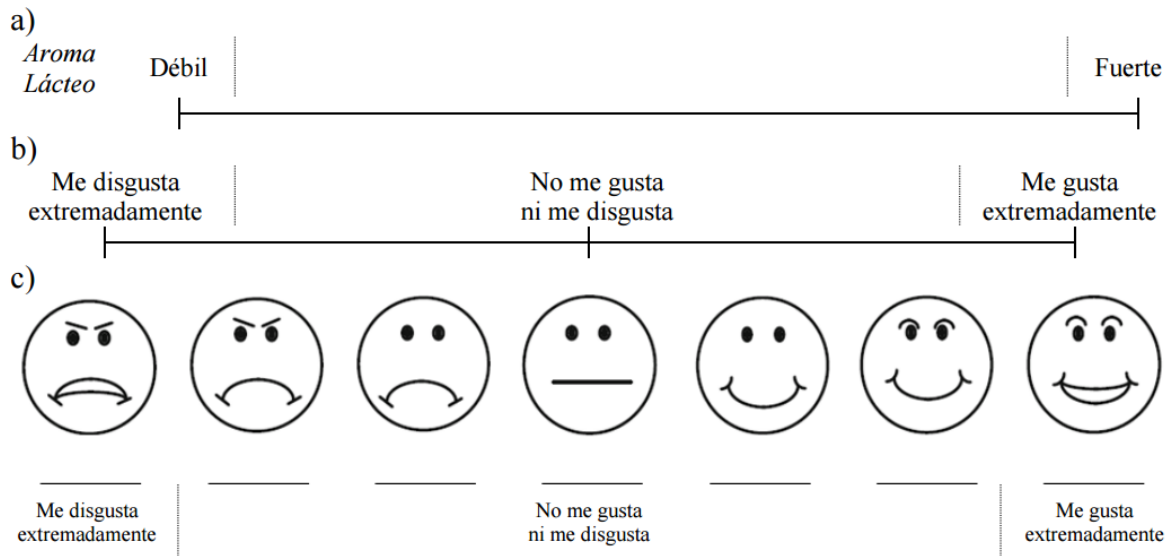 a)
Aroma
Lácteo
Débil
Fuerte
b)
Me disgusta
extremadamente
No me gusta
ni me disgusta
Me gusta
extremadamente
c)
Me disgusta
extremadamente
No me gusta
ni me disgusta
Me gusta
extremadamente